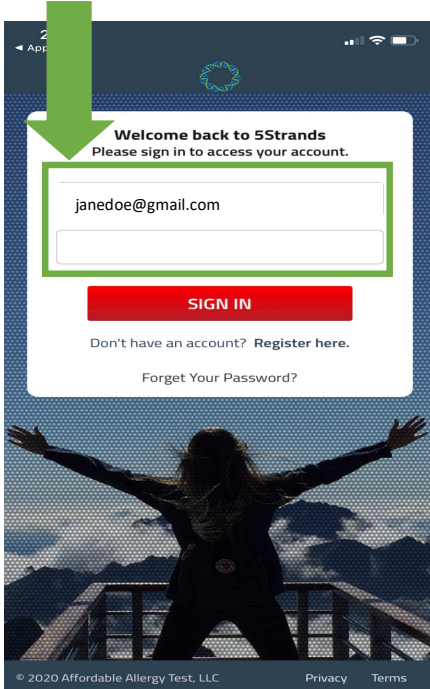 2
◄ App
Welcome back to 5Strands
Please sign in to access your account.
janedoe@gmail.com
SIGN IN
Don't have an account? Register here.
Forget Your Password?
© 2020 Affordable Allergy Test, LLC Privacy Terms